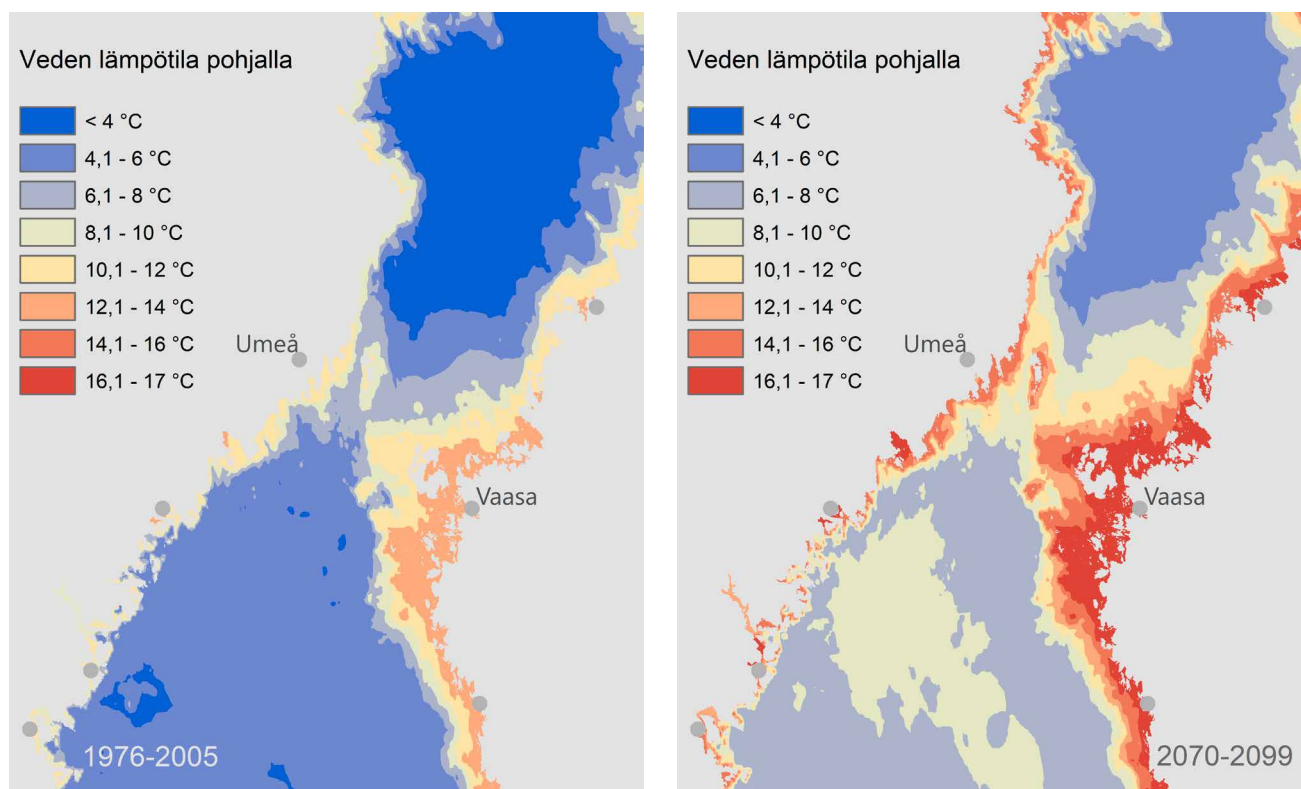 Veden lämpötila pohjalla
< 4 °C
4,1 - 6 °C
6,1 - 8 °C
8,1 - 10 °C
10,1 - 12 °C
12,1 - 14 °C
14,1 - 16 °C
16,1 - 17 °C
Umeå
Vaasa
1976-2005
Veden lämpötila pohjalla
< 4 °C
4,1 - 6 °C
6,1 - 8 °C
8,1 - 10 °C
10,1 - 12 °C
12,1 - 14 °C
14,1 - 16 °C
16,1 - 17 °C
Umeå
Vaasa
2070-2099